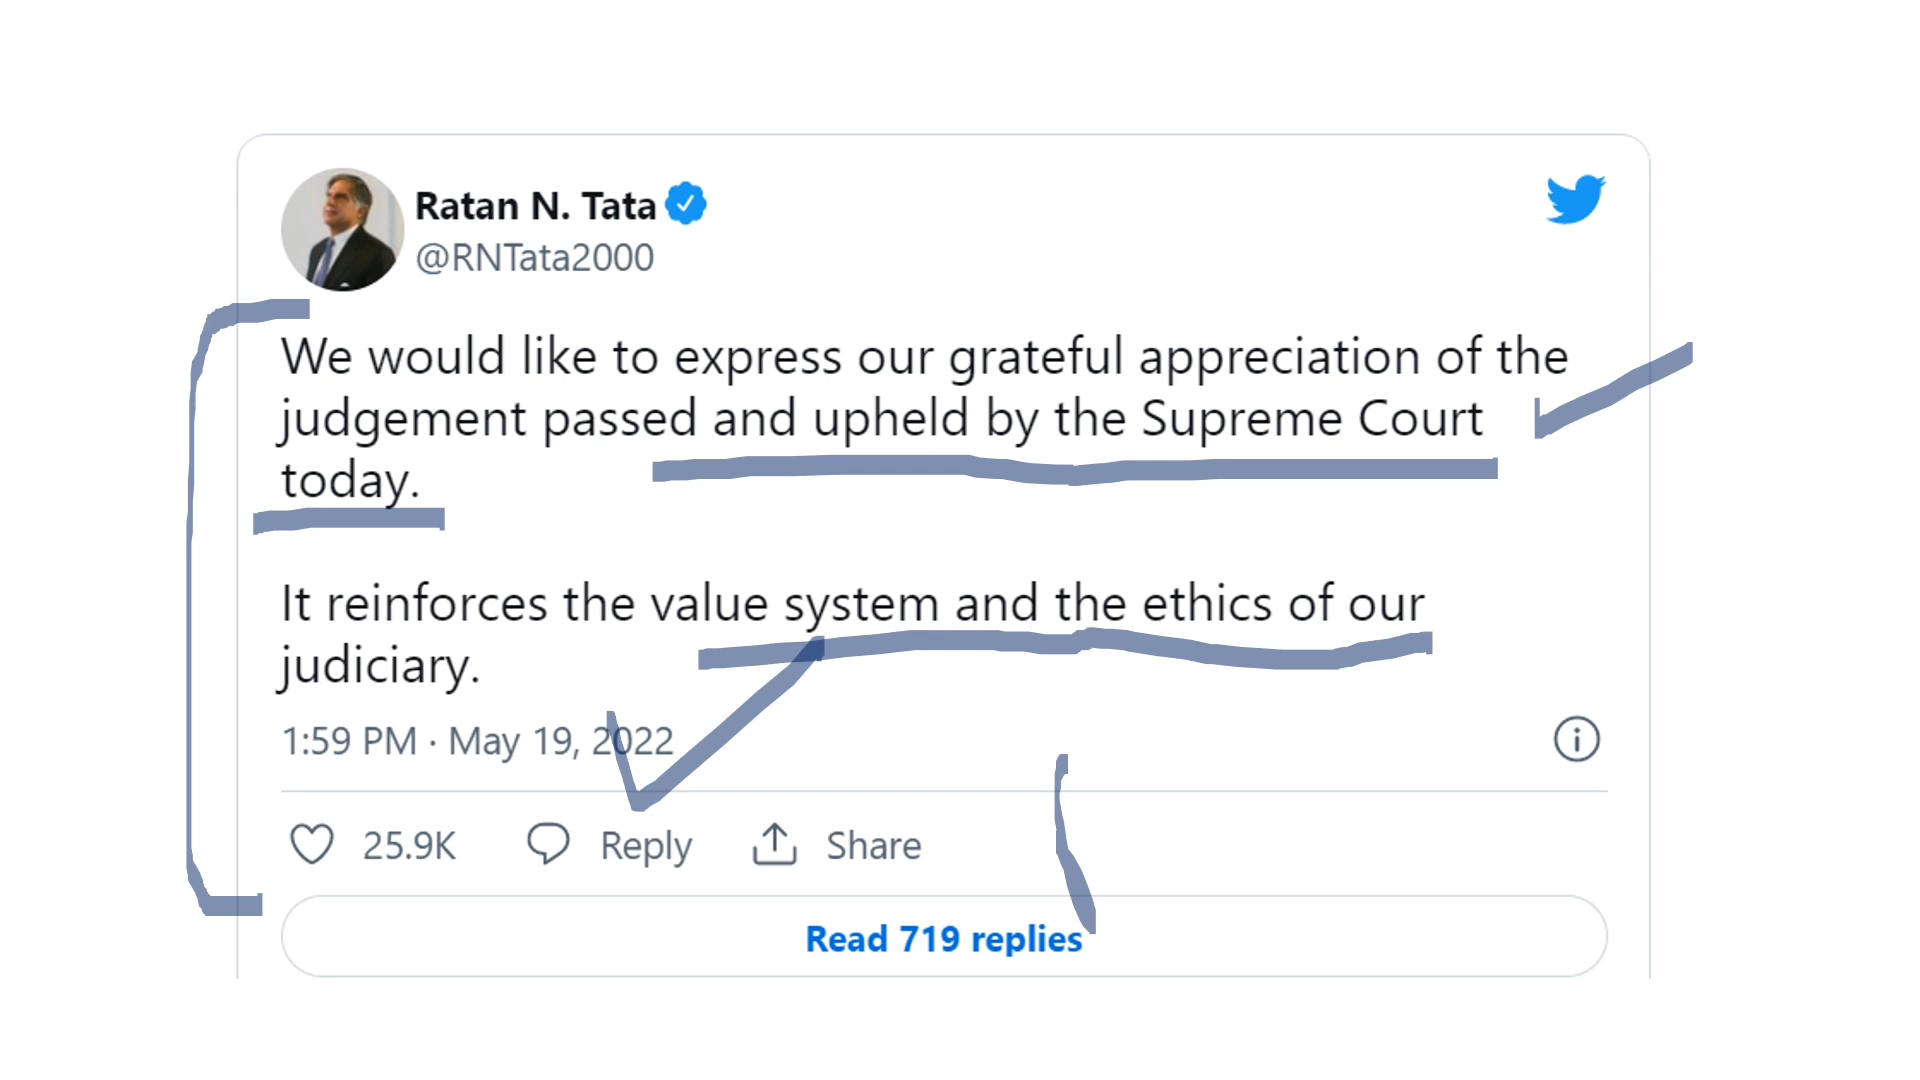 Ratan N. Tata
@RNTata2000
We would like to express our grateful appreciation of the
judgement passed and upheld by the Supreme Court
today.
It reinforces the value system and the ethics of our
judiciary.
1:59 PM · May 19, 2022
25.9K Reply Share
Read 719 replies